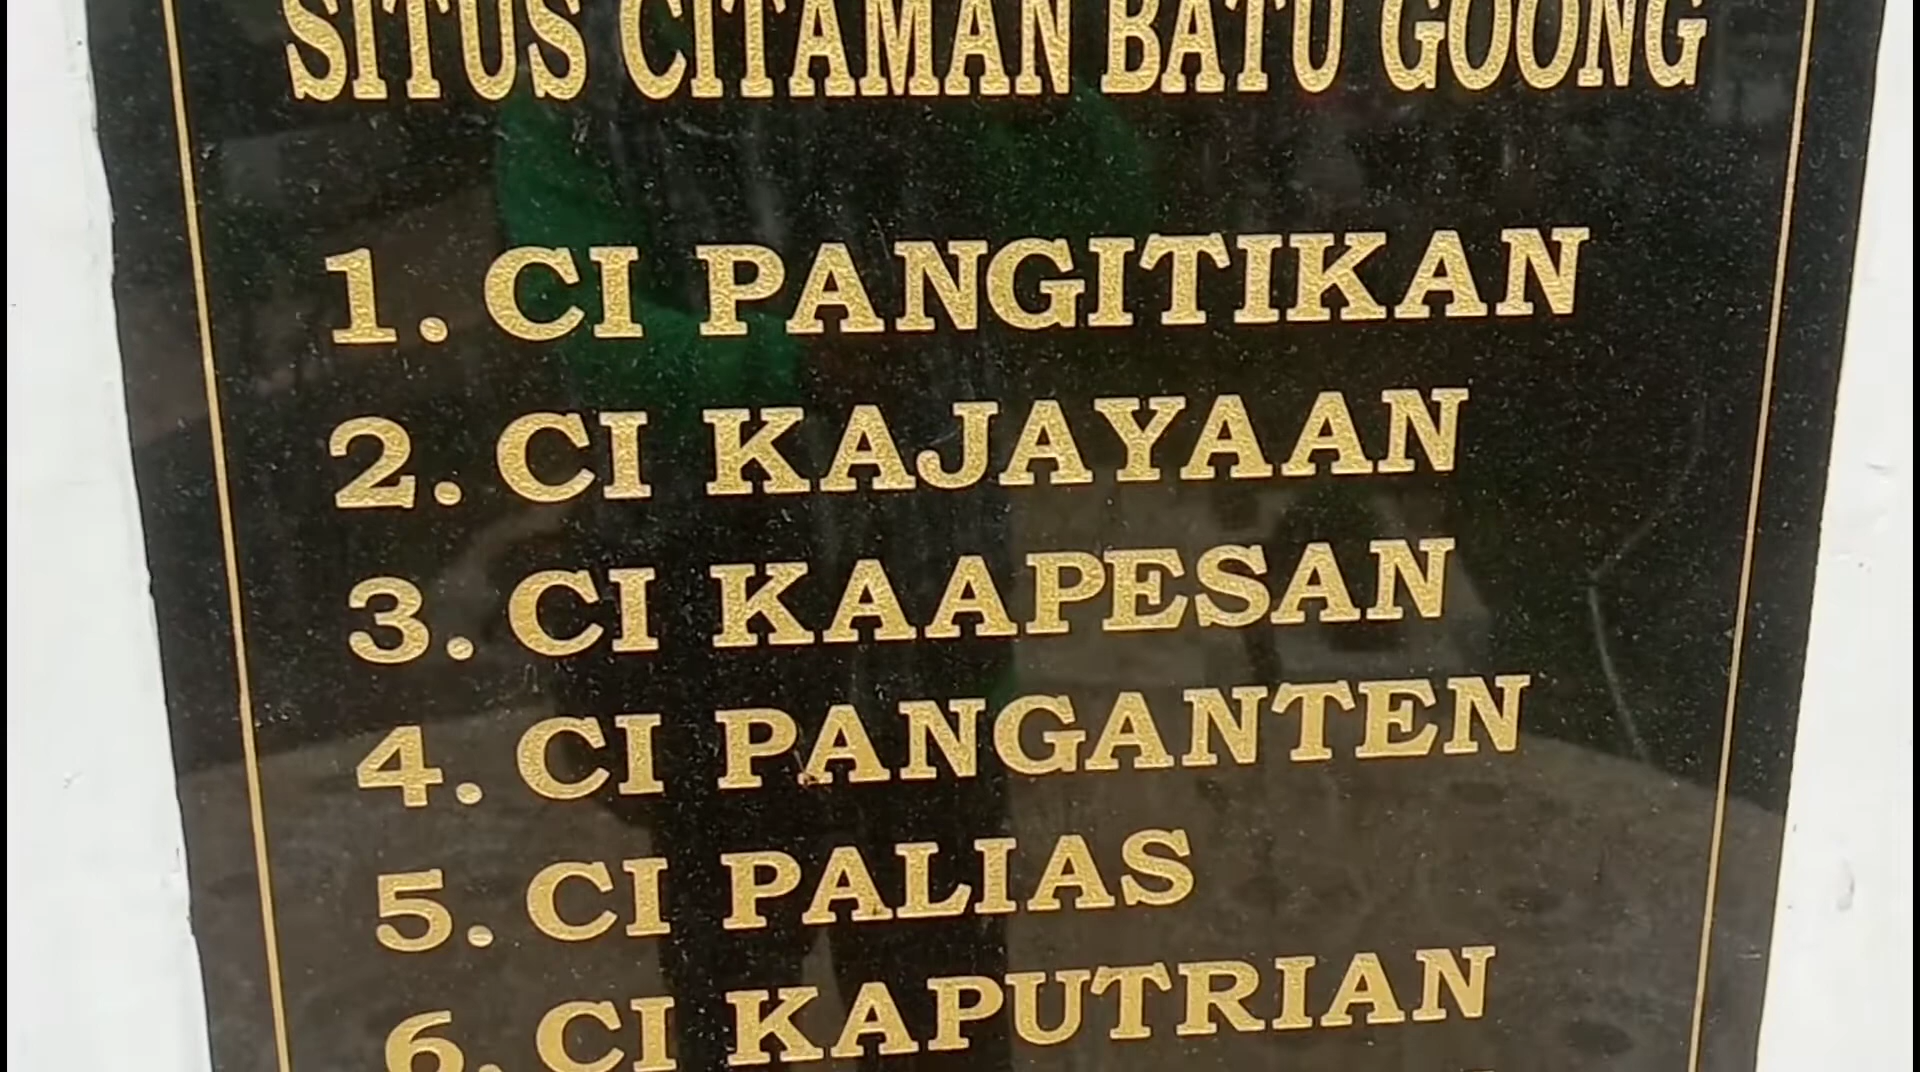 SITUS CITAMAN BATU GOONG
1. CI PANGITIKAN
2. CI KAJAYAAN
3. CI KAAPESAN
4. CI PANGANTEN
5. CI PALIAS
6. CI KAPUTRIAN